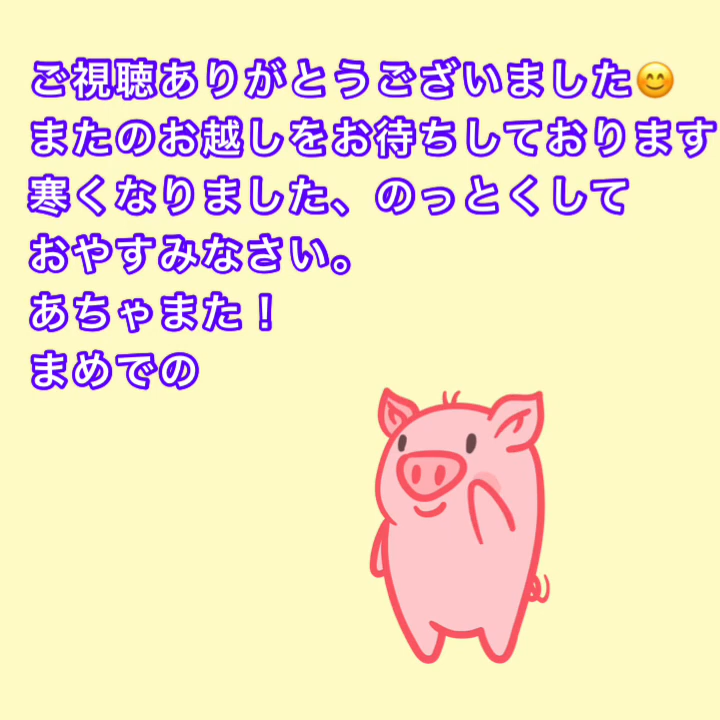 ご視聴ありがとうございました😊
またのお越しをお待ちしております
寒くなりました、のっとくして
おやすみなさい。
あちゃまた！
まめでの